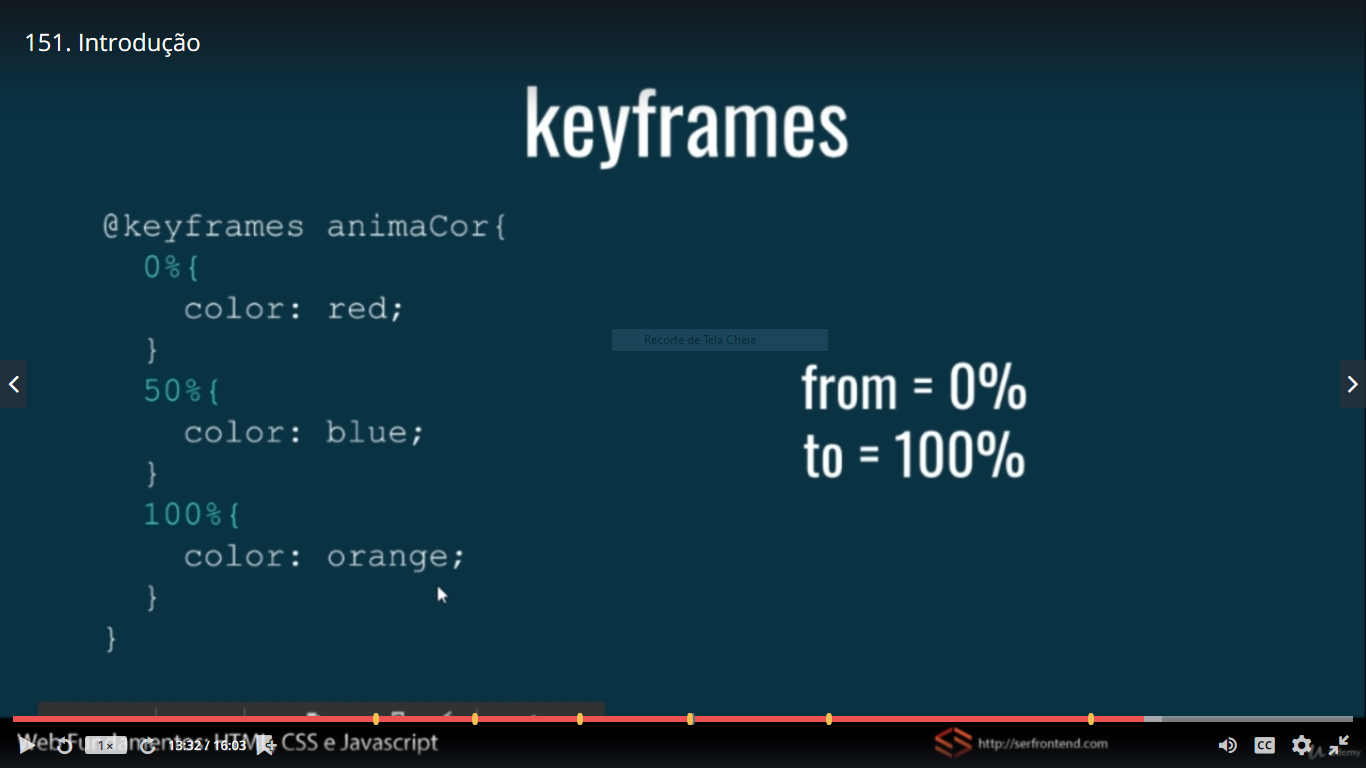 151. Introdução
keyframes
@keyframes animaCor{
0%{
color: red;
}
50%{
color: blue;
}
100%{
color: orange;
}
}
Recorte de Tela Cheia
from = 0%
to = 100%
Web Fundamentos: HTML, CSS e Javascript
1x
13:32 / 16:03
http://serfrontend.com
CC